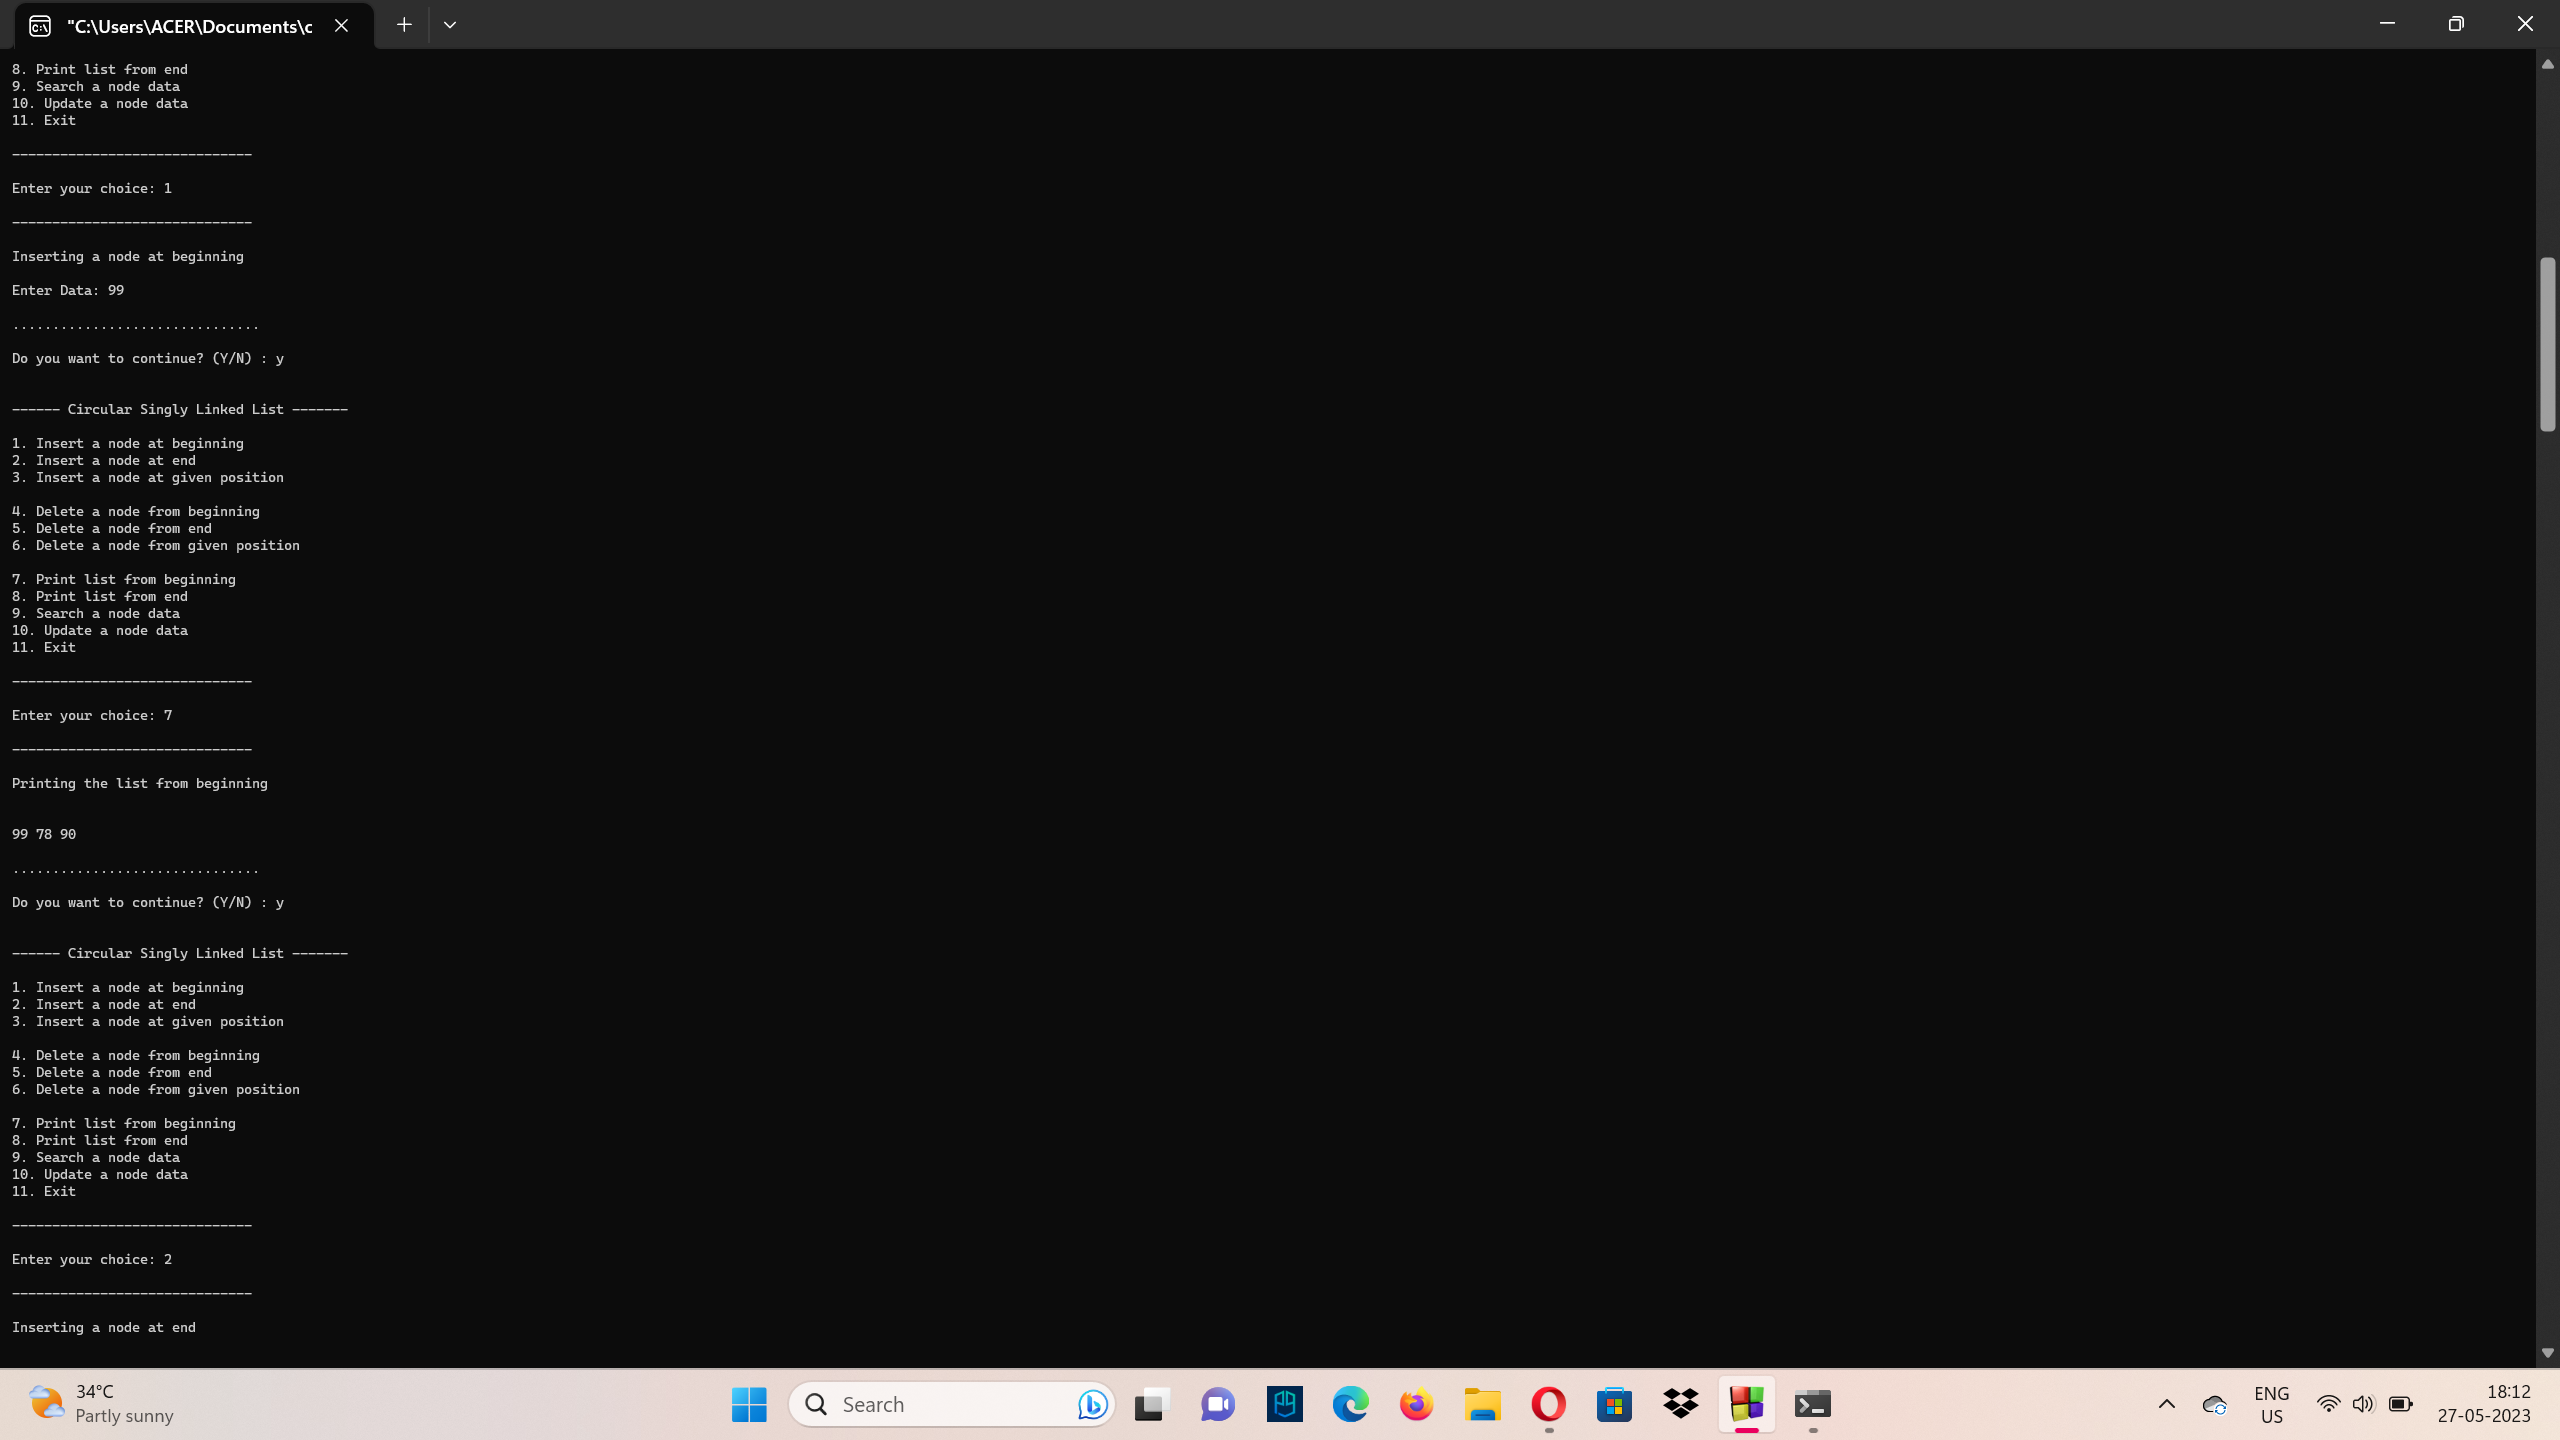 "C:\Users\ACER\Documents\c
8. Print list from end
9. Search a node data
10. Update a node data
11. Exit
------------------------------
Enter your choice: 1
------------------------------
Inserting a node at beginning
Enter Data: 99
...............................
Do you want to continue? (Y/N) : y
------ Circular Singly Linked List -------
1. Insert a node at beginning
2. Insert a node at end
3. Insert a node at given position
4. Delete a node from beginning
5. Delete a node from end
6. Delete a node from given position
7. Print list from beginning
8. Print list from end
9. Search a node data
10. Update a node data
11. Exit
------------------------------
Enter your choice: 7
------------------------------
Printing the list from beginning
99 78 90
...............................
Do you want to continue? (Y/N) : y
------ Circular Singly Linked List -------
1. Insert a node at beginning
2. Insert a node at end
3. Insert a node at given position
4. Delete a node from beginning
5. Delete a node from end
6. Delete a node from given position
7. Print list from beginning
8. Print list from end
9. Search a node data
10. Update a node data
11. Exit
------------------------------
Enter your choice: 2
------------------------------
Inserting a node at end
34°C
Partly sunny
Search
ENG
US
18:12
27-05-2023